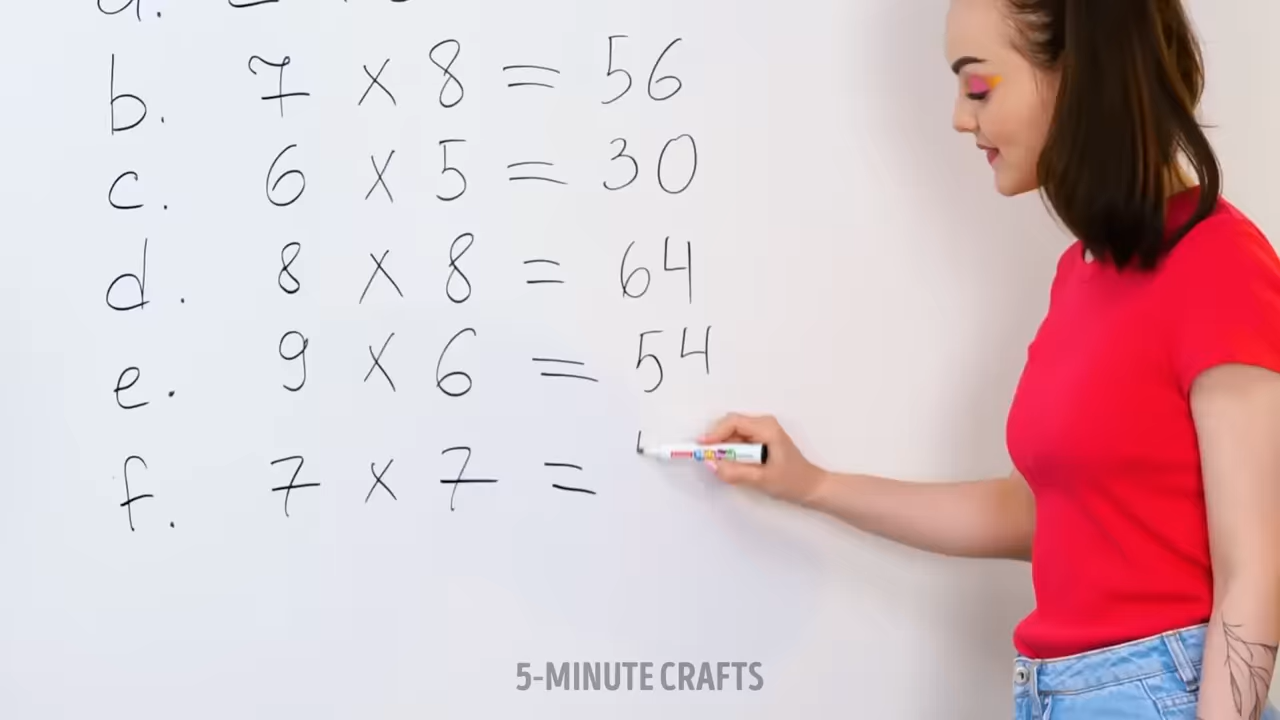 b. 7 x 8 = 56
c. 6 x 5 = 30
d. 8 x 8 = 64
e. 9 x 6 = 54
f. 7 x 7 =
5-MINUTE CRAFTS